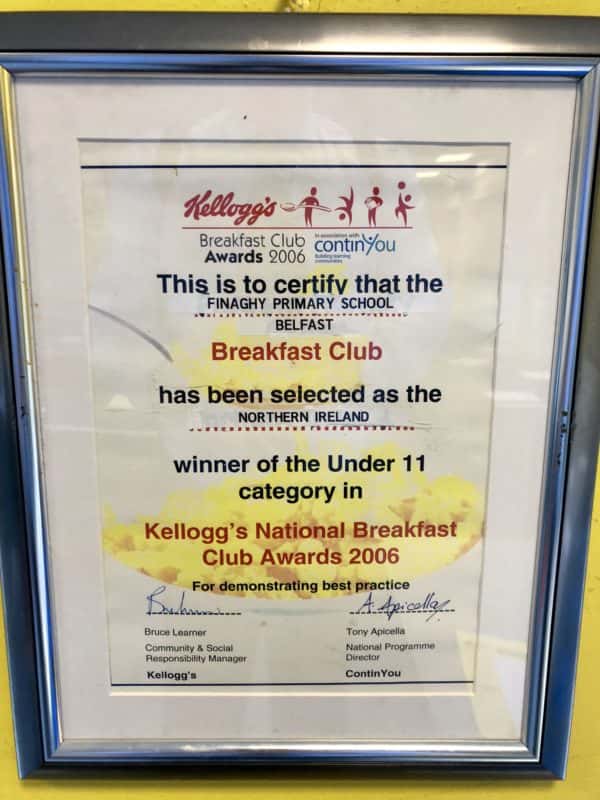 Kellogg's
Breakfast Club
Awards 2006
in association with
continYou
Building learning
communities
This is to certify that the
FINAGHY PRIMARY SCHOOL
BELFAST
Breakfast Club
has been selected as the
NORTHERN IRELAND
winner of the Under 11
category in
Kellogg's National Breakfast
Club Awards 2006
For demonstrating best practice
A. Apicella
Bruce Learner
Community & Social
Responsibility Manager
Kellogg's
Tony Apicella
National Programme
Director
ContinYou